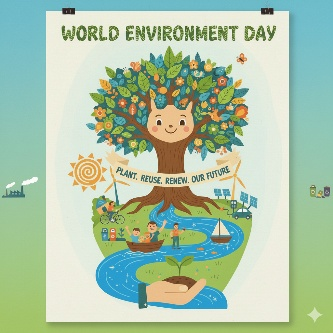 WORLD ENVIRONMENT DAY
PLANT, REUSE, RENEW, OUR FUTURE